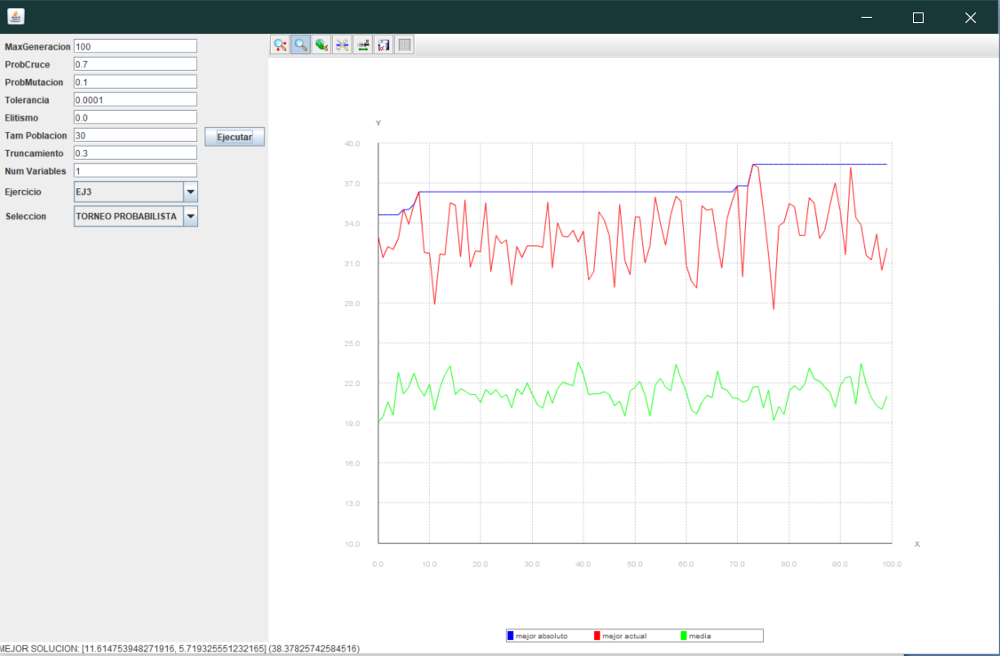 MaxGeneracion 100
ProbCruce 0.7
ProbMutacion 0.1
Tolerancia 0.0001
Elitismo 0.0
Tam Poblacion 30
Ejecutar
Truncamiento 0.3
Num Variables 1
Ejercicio EJ3
Seleccion TORNEO PROBABILISTA
Y
40.0
37.0
34.0
31.0
28.0
25.0
22.0
19.0
16.0
13.0
10.0
X
0.0 10.0 20.0 30.0 40.0 50.0 60.0 70.0 80.0 90.0 100.0
mejor absoluto mejor actual media
MEJOR SOLUCION: [11.614753948271916, 5.719325551232165] (38.37825742584516)